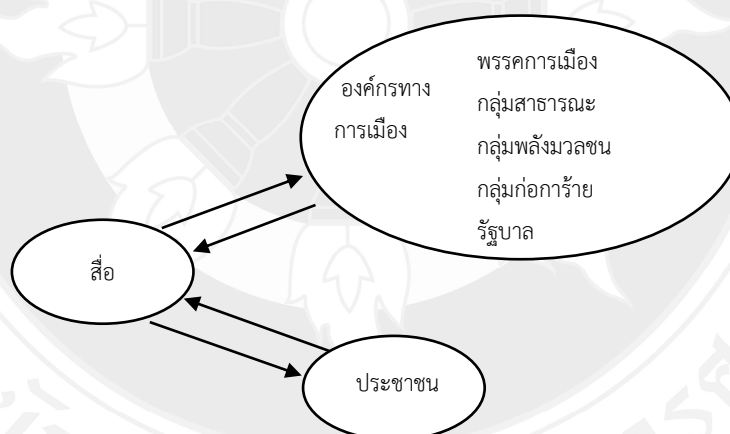 องค์กรทาง
การเมือง
พรรคการเมือง
กลุ่มสาธารณะ
กลุ่มพลังมวลชน
กลุ่มก่อการ้าย
รัฐบาล
สื่อ
ประชาชน